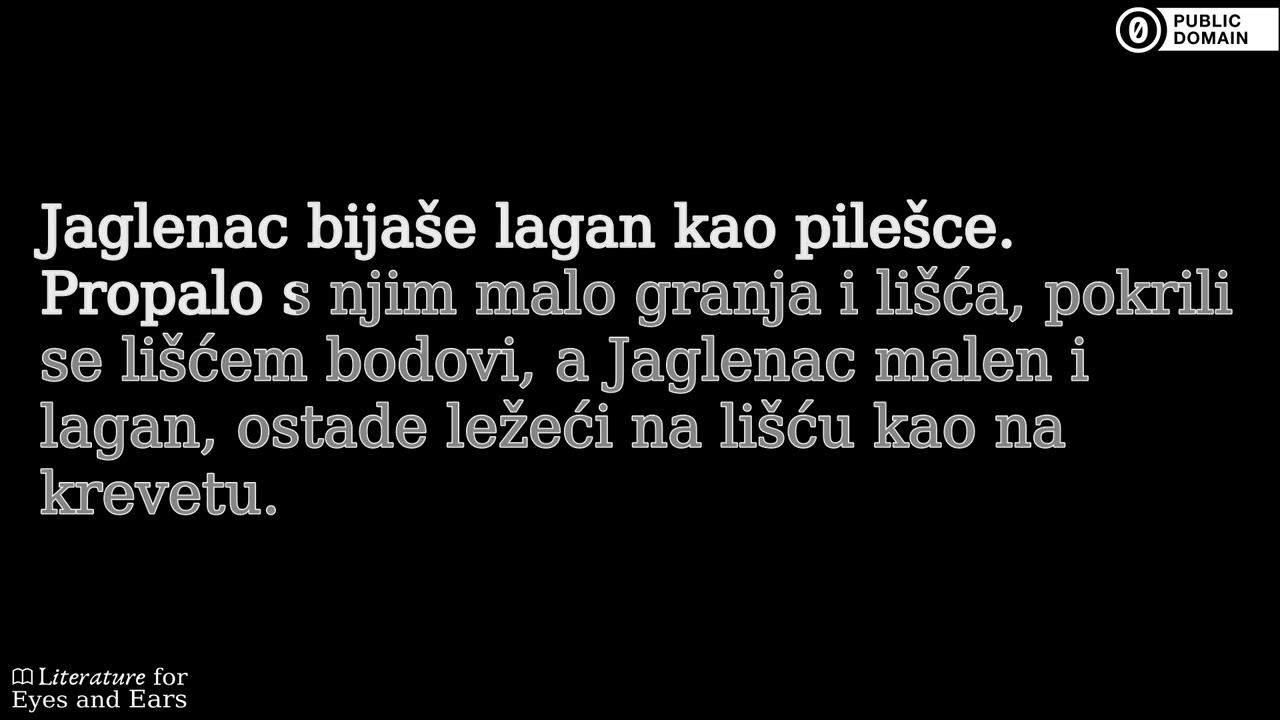 PUBLIC
DOMAIN
Jaglenac bijaše lagan kao pilešce.
Propalo s njim malo granja i lišća, pokrili
se lišćem bodovi, a Jaglenac malen i
lagan, ostade ležeći na lišću kao na
krevetu.
Literature for
Eyes and Ears